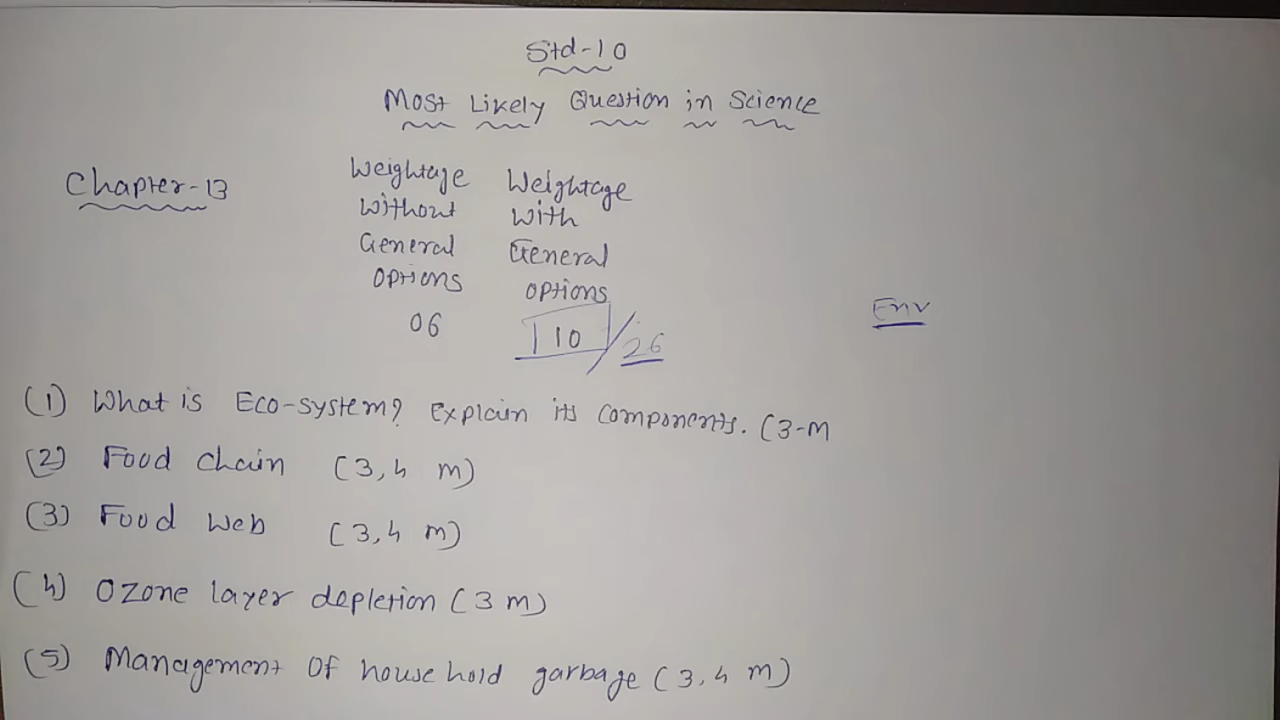 Std-10
Most Likely Question in Science
Chapter-13
Weightage without General options
Weightage with General options
06
10/26
Env
(1) What is Eco-system? Explain its components. (3-M
(2) Food chain (3,4 m)
(3) Food web (3,4 m)
(4) Ozone layer depletion (3 m)
(5) Management of house hold garbage (3,4 m)